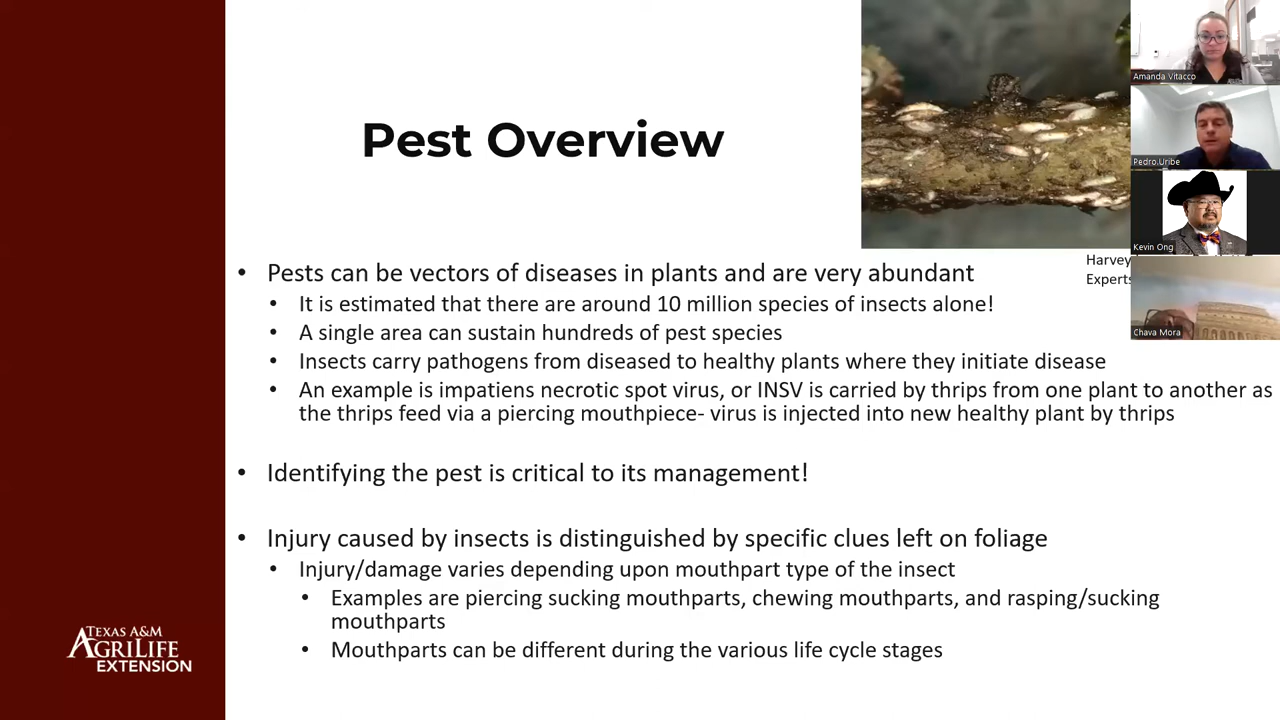 Pest Overview
Amanda Vitacco
Pedro.Uribe
Kevin Ong
Chava Mora
Harvey
Experts
• Pests can be vectors of diseases in plants and are very abundant
• It is estimated that there are around 10 million species of insects alone!
• A single area can sustain hundreds of pest species
• Insects carry pathogens from diseased to healthy plants where they initiate disease
• An example is impatiens necrotic spot virus, or INSV is carried by thrips from one plant to another as
the thrips feed via a piercing mouthpiece- virus is injected into new healthy plant by thrips
• Identifying the pest is critical to its management!
• Injury caused by insects is distinguished by specific clues left on foliage
• Injury/damage varies depending upon mouthpart type of the insect
• Examples are piercing sucking mouthparts, chewing mouthparts, and rasping/sucking
mouthparts
• Mouthparts can be different during the various life cycle stages
TEXAS A&M
AGRILIFE
EXTENSION